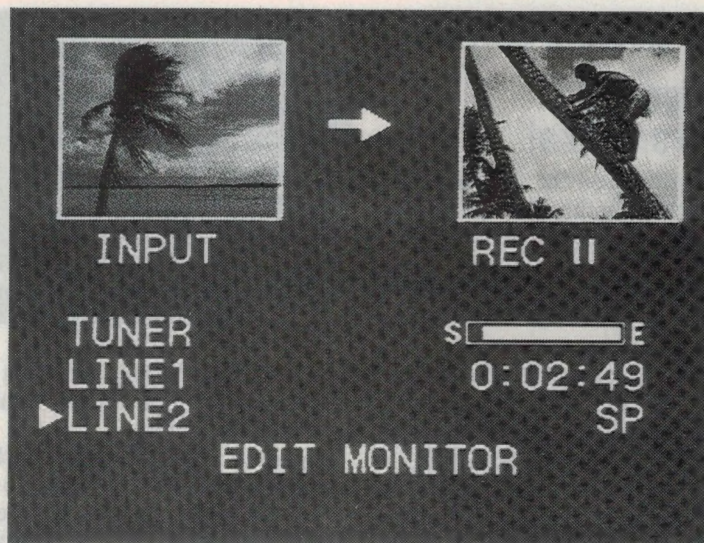 INPUT
REC II
TUNER
LINE1
▶LINE2
S E
0:02:49
SP
EDIT MONITOR